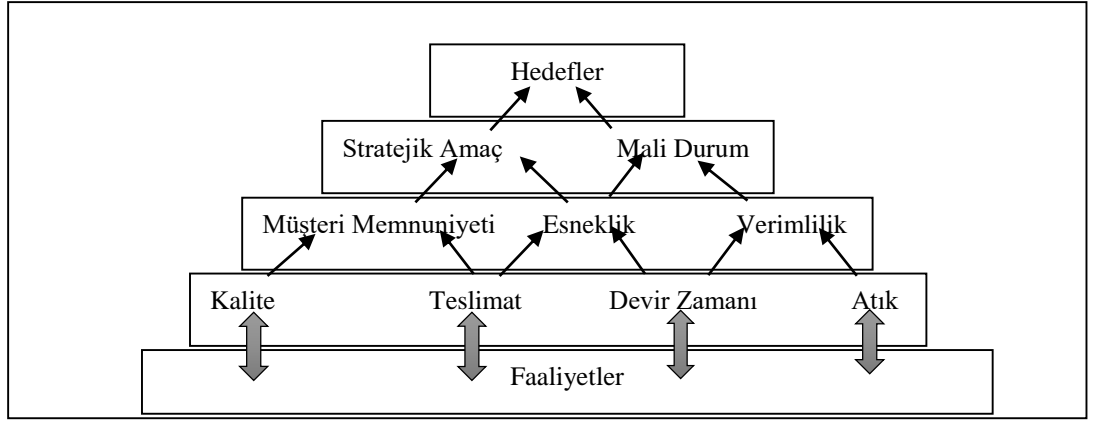 Hedefler
Stratejik Amaç Mali Durum
Müşteri Memnuniyeti Esneklik Verimlilik
Kalite Teslimat Devir Zamanı Atık
Faaliyetler